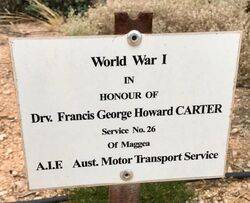 World War I
IN
HONOUR OF
Drv. Francis George Howard CARTER
Service No. 26
Of Maggea
A.I.F. Aust. Motor Transport Service